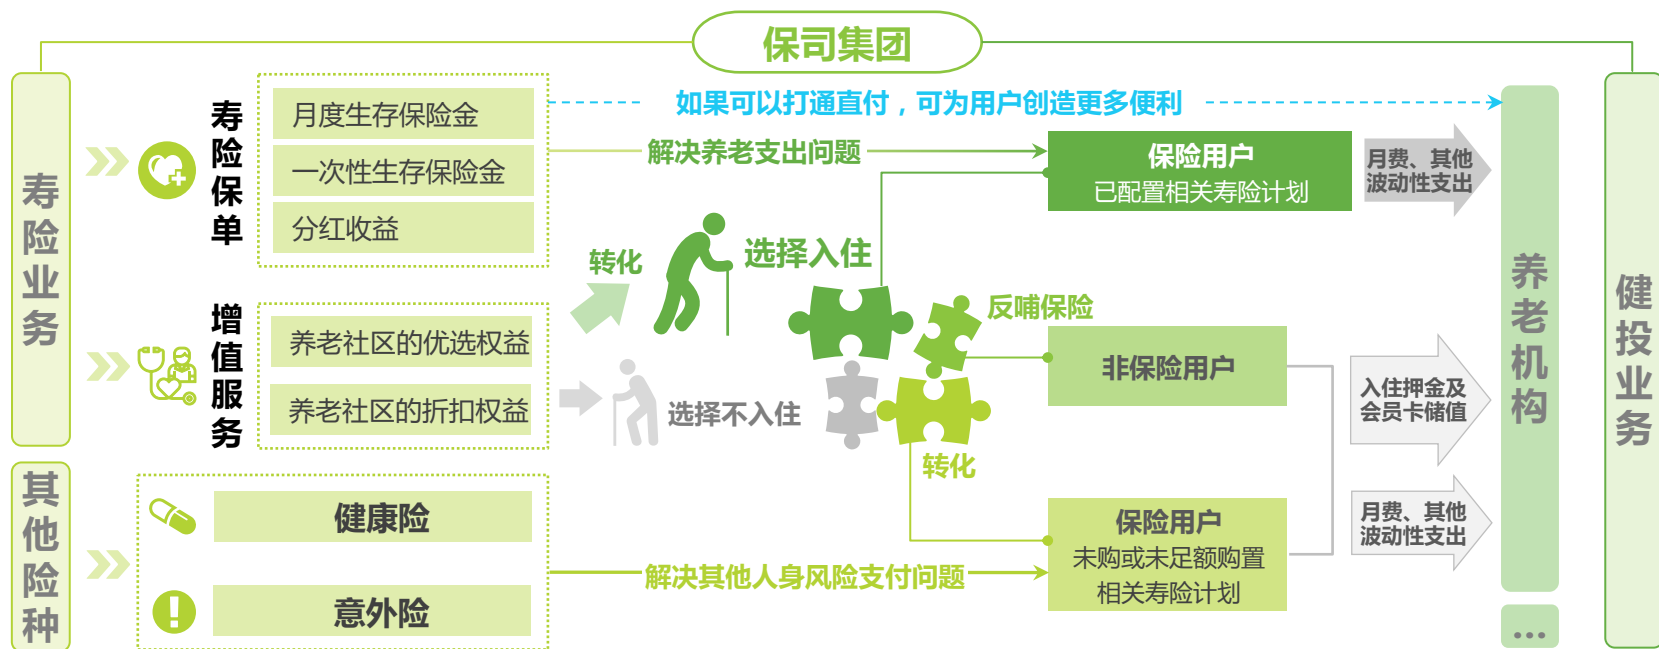 保司集团
寿险业务
寿险保单
月度生存保险金
一次性生存保险金
分红收益
如果可以打通直付，可为用户创造更多便利
解决养老支出问题
保险用户
已配置相关寿险计划
月费、其他
波动性支出
增值服务
养老社区的优选权益
养老社区的折扣权益
转化
选择入住
选择不入住
反哺保险
转化
非保险用户
入住押金及
会员卡储值
其他险种
健康险
意外险
解决其他人身风险支付问题
保险用户
未购或未足额购置
相关寿险计划
月费、其他
波动性支出
养老机构
...
健投业务